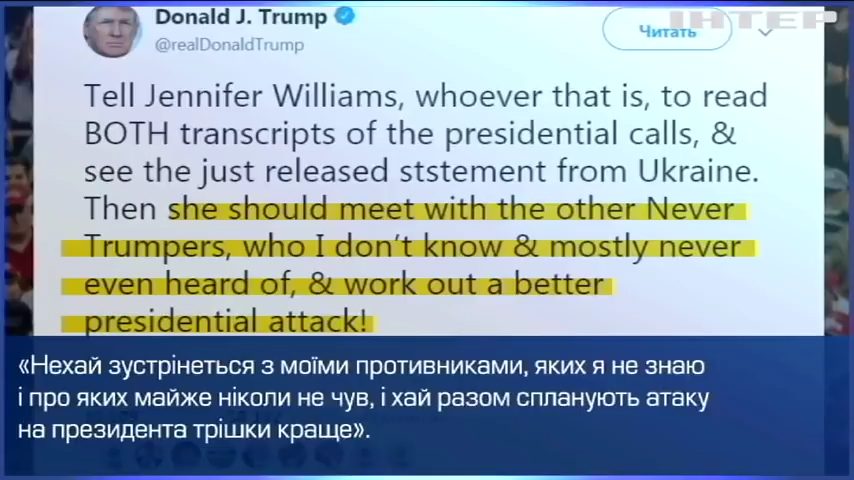 ІНТЕР
Donald J. Trump
@realDonaldTrump
Читать
Tell Jennifer Williams, whoever that is, to read
BOTH transcripts of the presidential calls, &
see the just released ststement from Ukraine.
Then she should meet with the other Never
Trumpers, who I don't know & mostly never
even heard of, & work out a better
presidential attack!
«Нехай зустрінеться з моїми противниками, яких я не знаю
і про яких майже ніколи не чув, і хай разом спланують атаку
на президента трішки краще».